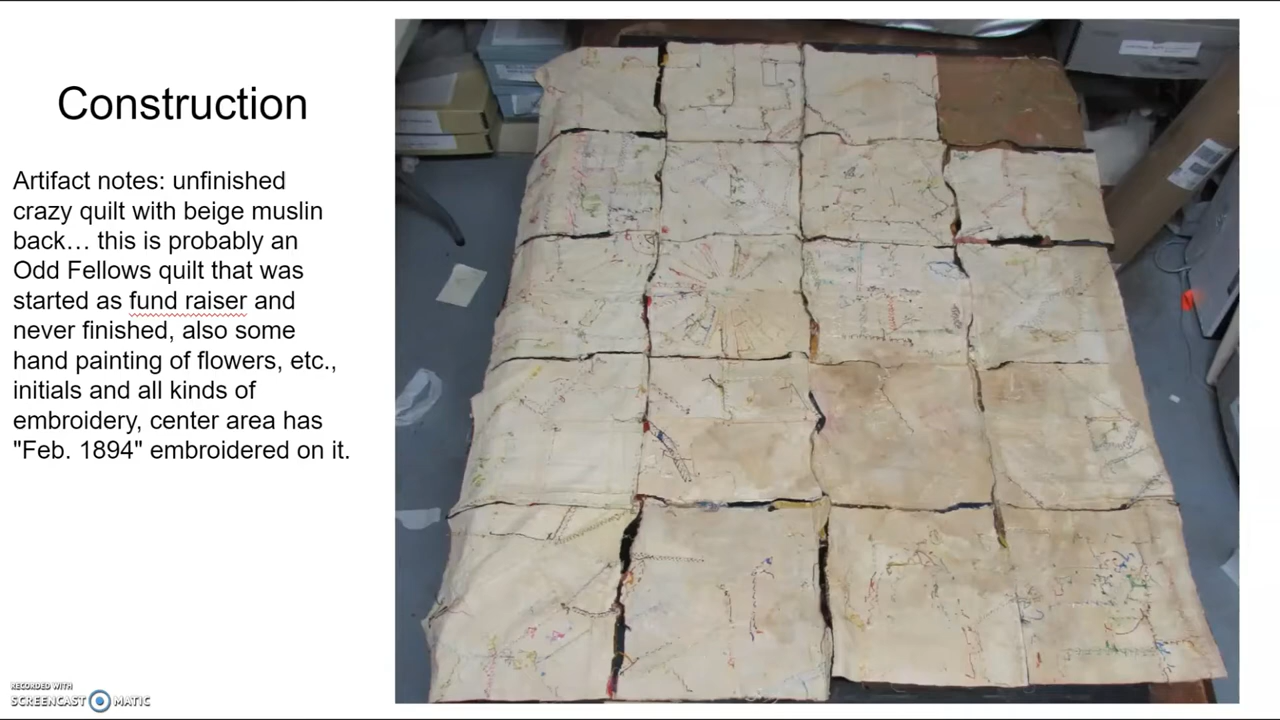 Construction
Artifact notes: unfinished
crazy quilt with beige muslin
back… this is probably an
Odd Fellows quilt that was
started as fund raiser and
never finished, also some
hand painting of flowers, etc.,
initials and all kinds of
embroidery, center area has
"Feb. 1894" embroidered on it.
RECORDED WITH
SCREENCAST MATIC